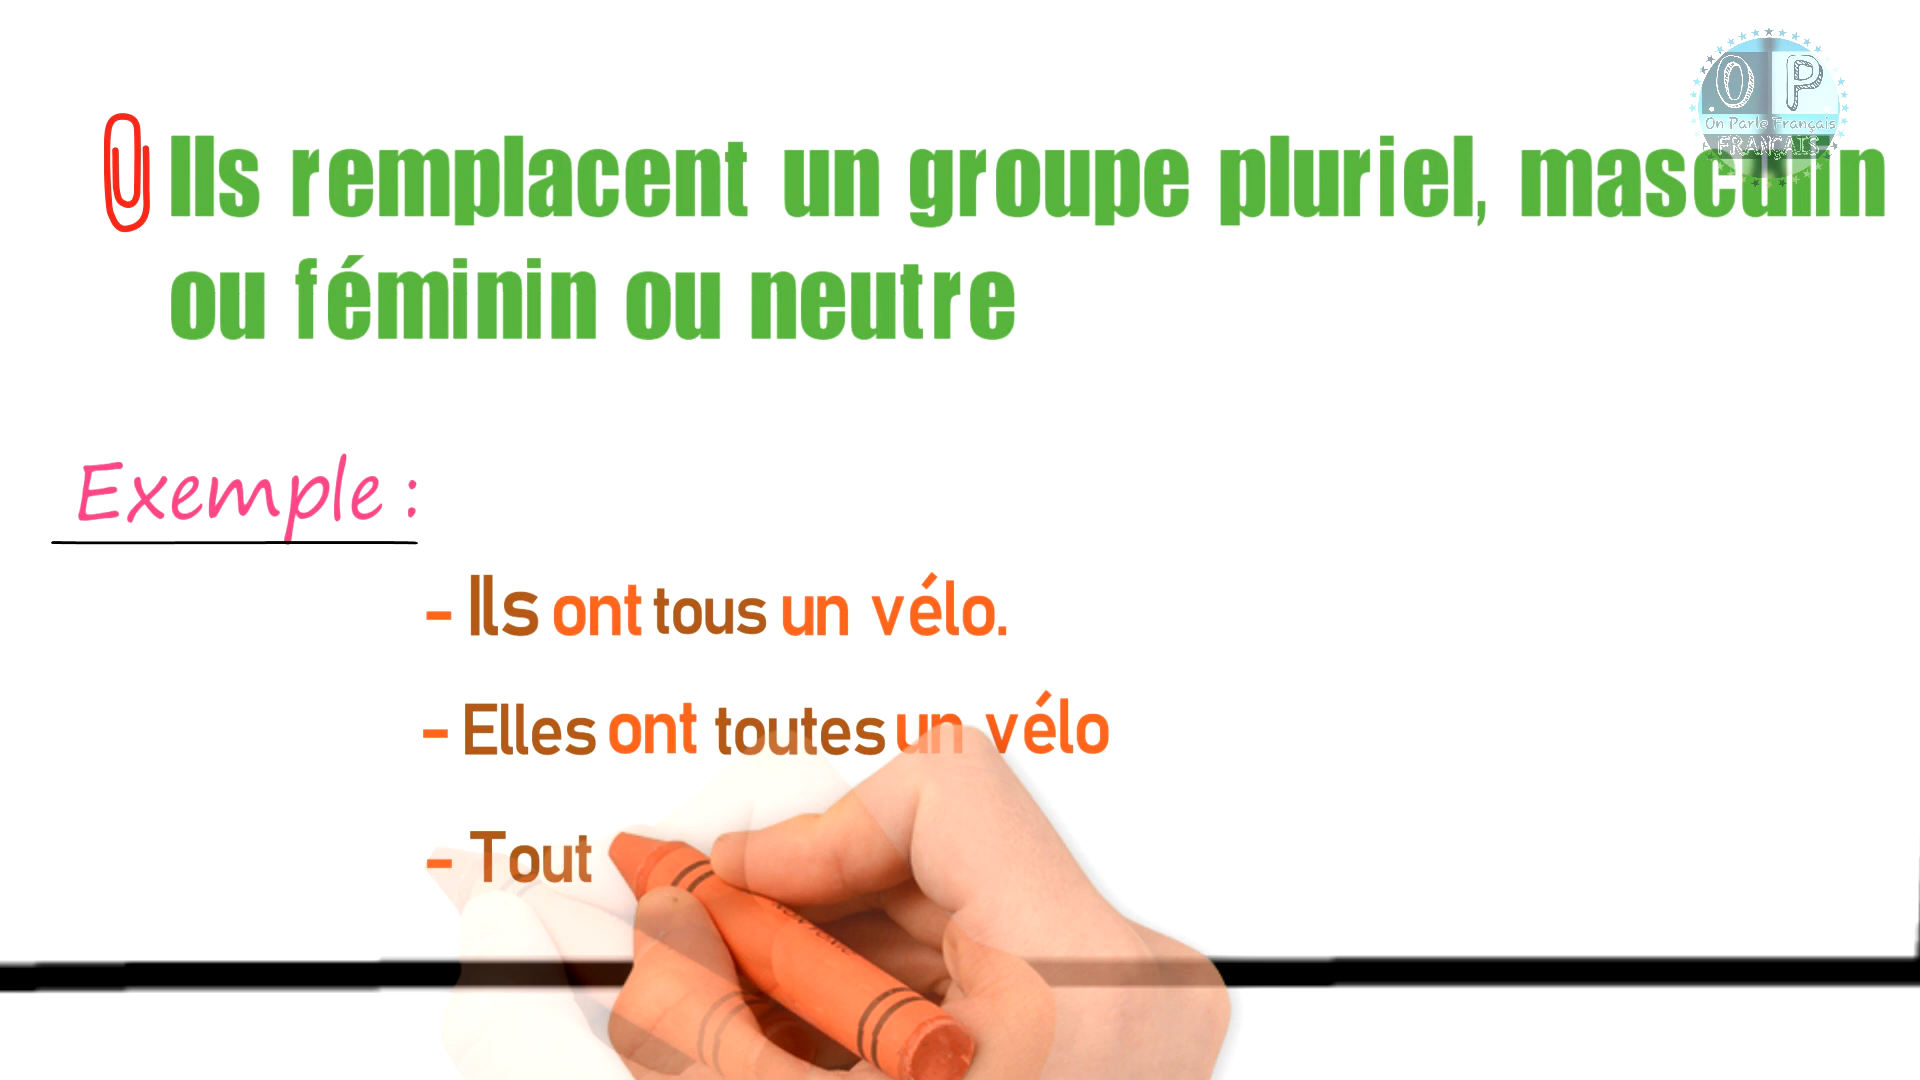 O P
On Parle Français
FRANÇAIS
Ils remplacent un groupe pluriel, masculin
ou féminin ou neutre
Exemple :
- Ils ont tous un vélo.
- Elles ont toutes un vélo
- Tout